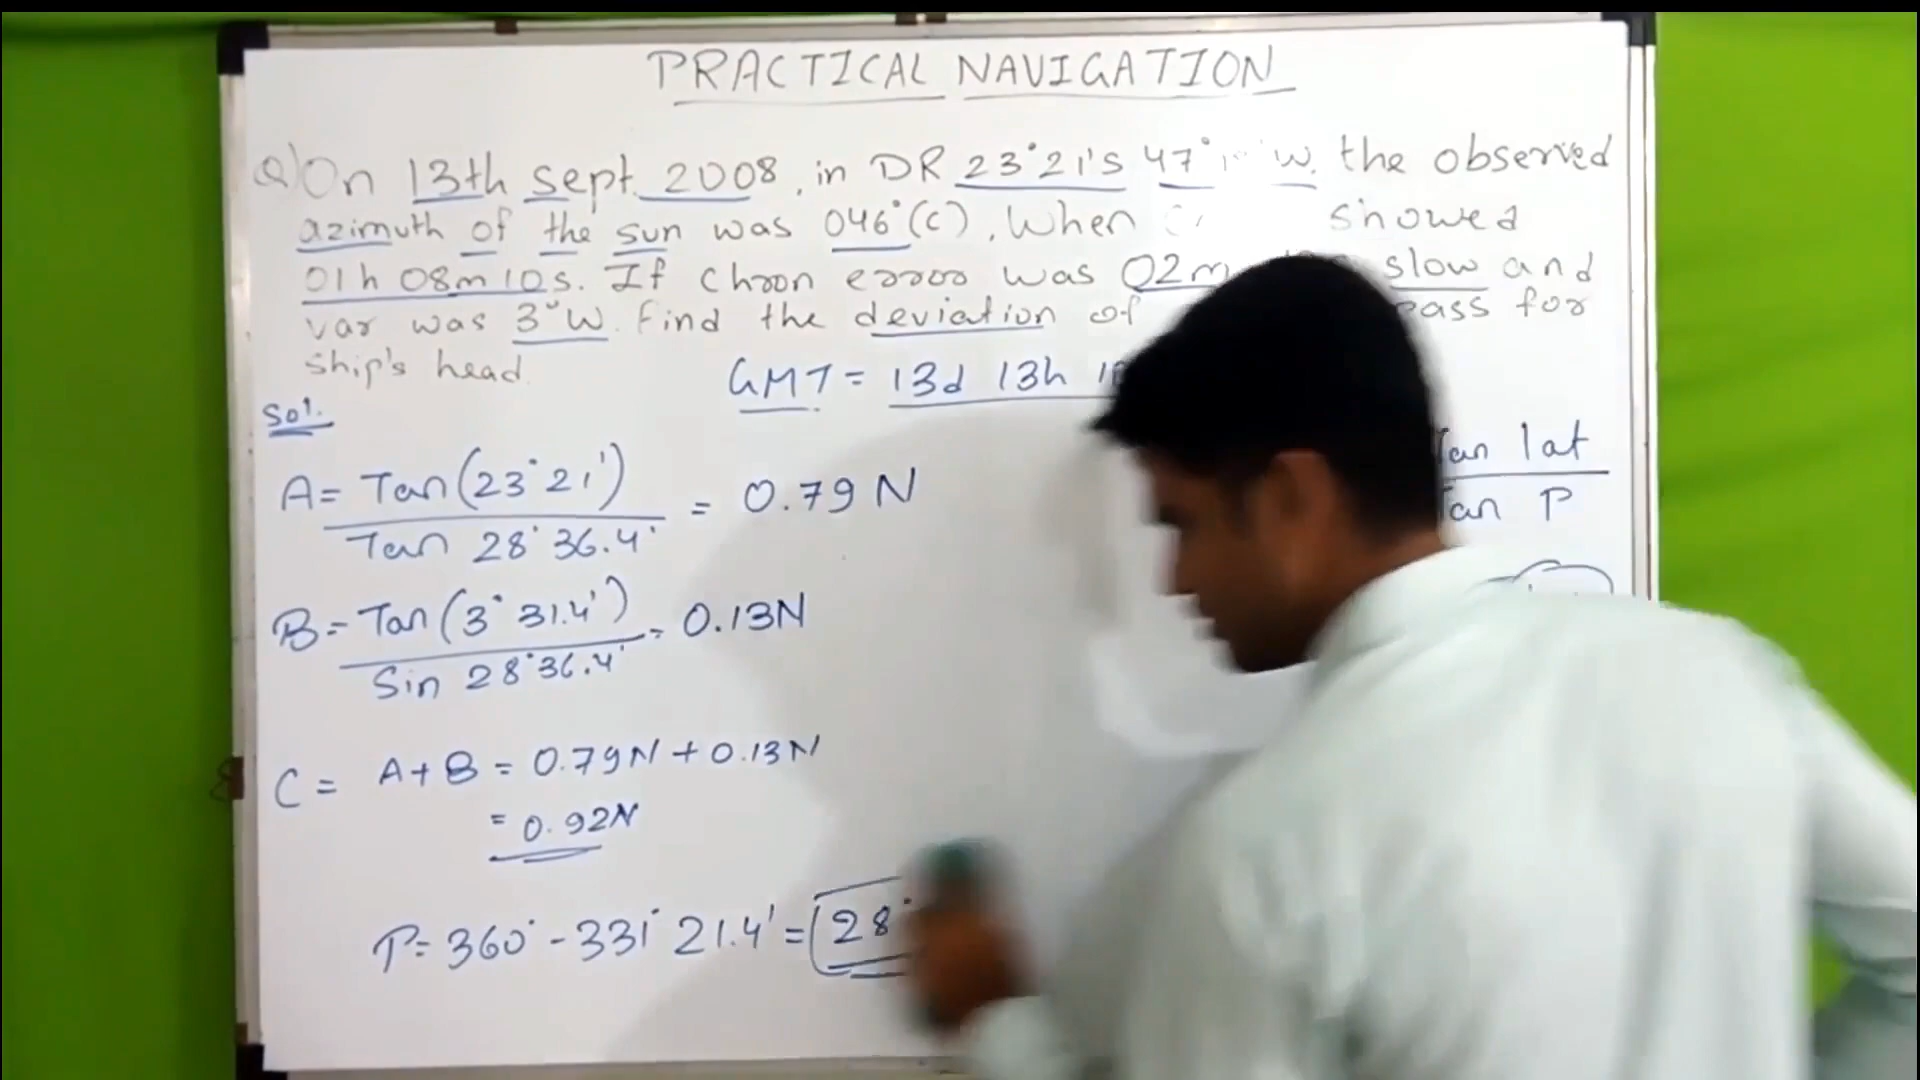 PRACTICAL NAVIGATION
Q) On 13th Sept 2008, in DR 23°21's 47° W. the observed
azimuth of the sun was 046°(c). When showed
01h 08m 10s. If chron error was 02m slow and
var was 3°W. Find the deviation of for
ship's head.
GMT = 13d 13h
Sol.
A = Tan (23°21') / Tan 28°36.4' = 0.79 N
Tan lat
Tan P
B = Tan (3° 31.4') / Sin 28°36.4' = 0.13N
C = A + B = 0.79N + 0.13N
= 0.92N
P = 360° - 331° 21.4' = 28°